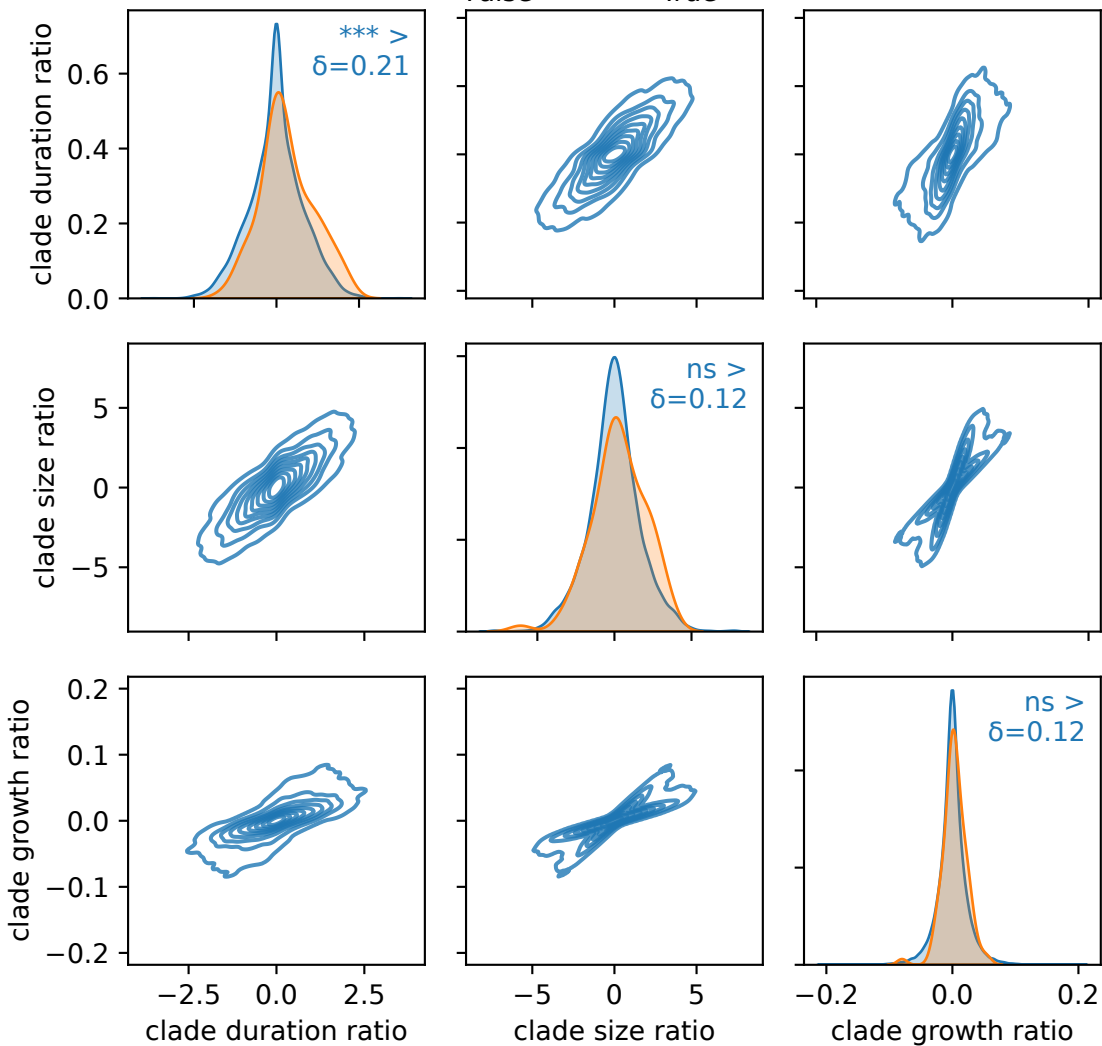 *** >
δ=0.21
clade duration ratio
0.6
0.4
0.2
0.0
ns >
δ=0.12
clade size ratio
5
0
−5
ns >
δ=0.12
clade growth ratio
0.2
0.1
0.0
−0.1
−0.2
−2.5 0.0 2.5
−5 0 5
−0.2 0.0 0.2
clade duration ratio
clade size ratio
clade growth ratio